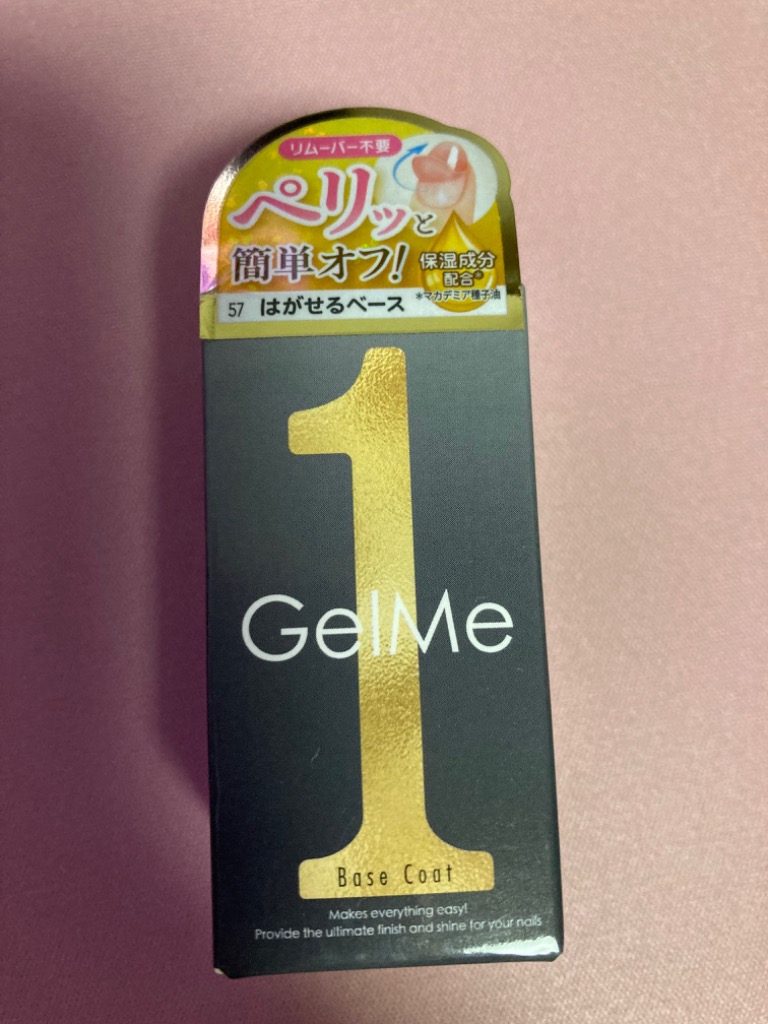 リムーバー不要
ペリッと
簡単オフ!
保湿成分
配合*
*マカデミア種子油
57 はがせるベース
1
GelMe
Base Coat
Makes everything easy!
Provide the ultimate finish and shine for your nails